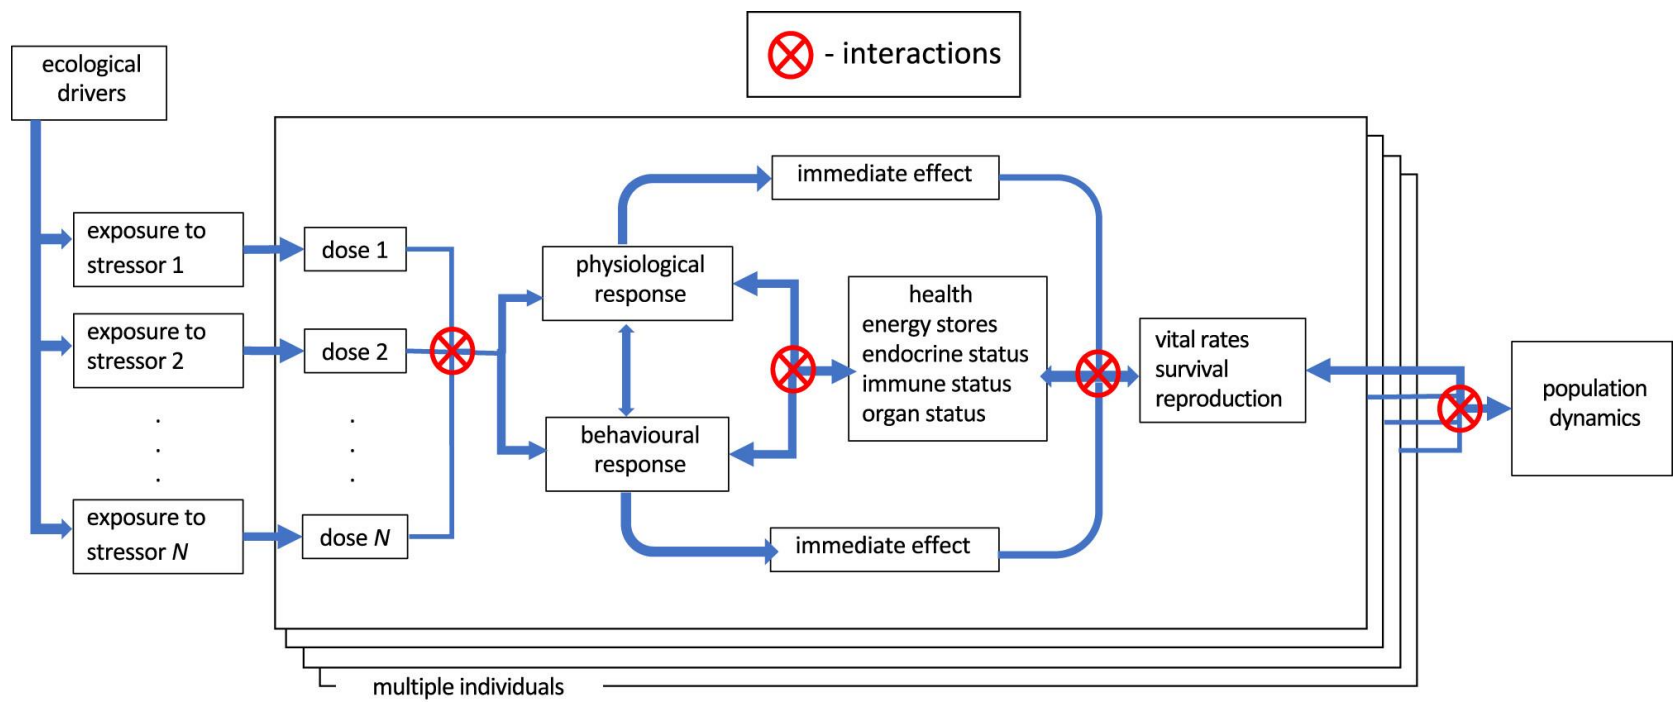 - interactions
ecological
drivers
exposure to
stressor 1
exposure to
stressor 2
.
.
.
exposure to
stressor N
dose 1
dose 2
.
.
.
dose N
physiological
response
behavioural
response
immediate effect
immediate effect
health
energy stores
endocrine status
immune status
organ status
vital rates
survival
reproduction
population
dynamics
multiple individuals